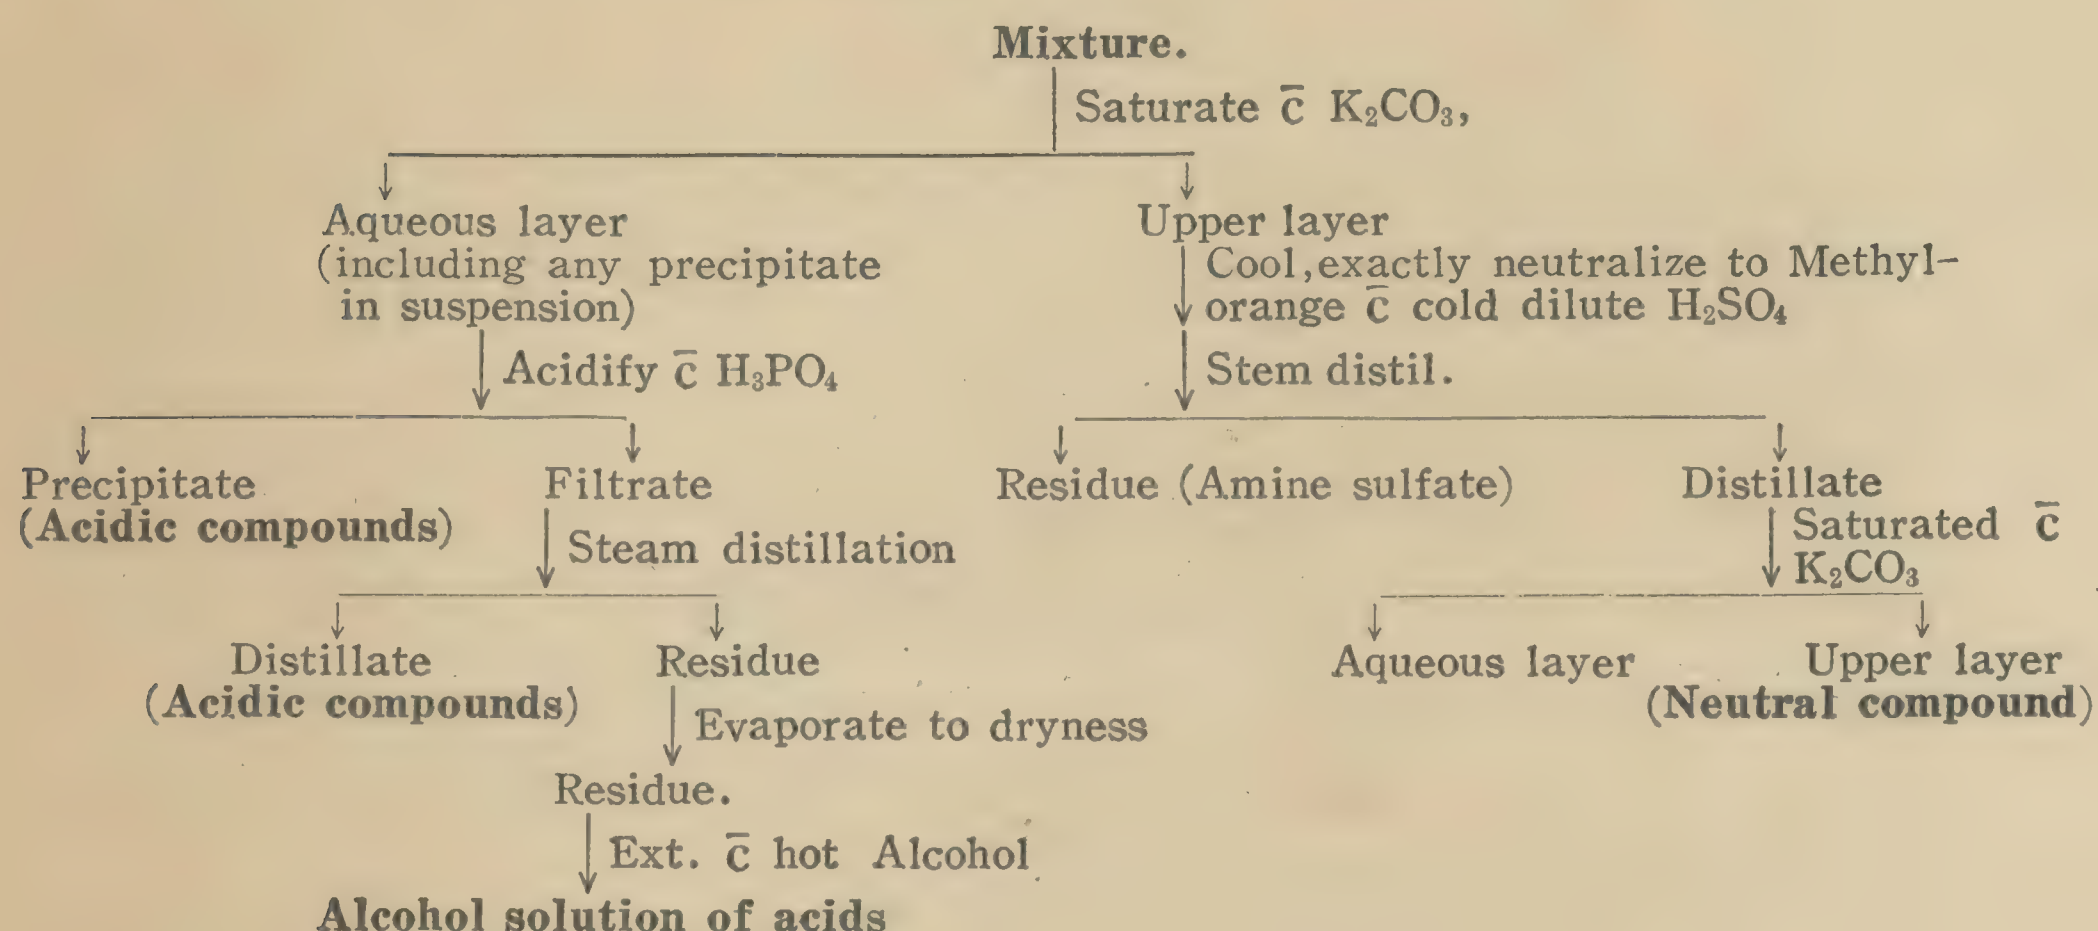 Mixture.
Saturate c̄ K₂CO₃,
Aqueous layer
(including any precipitate
in suspension)
Acidify c̄ H₃PO₄
Upper layer
Cool,exactly neutralize to Methyl-
orange c̄ cold dilute H₂SO₄
Stem distil.
Precipitate
(Acidic compounds)
Filtrate
Steam distillation
Residue (Amine sulfate)
Distillate
Saturated c̄
K₂CO₃
Distillate
(Acidic compounds)
Residue
Evaporate to dryness
Aqueous layer
Upper layer
(Neutral compound)
Residue.
Ext. c̄ hot Alcohol
Alcohol solution of acids